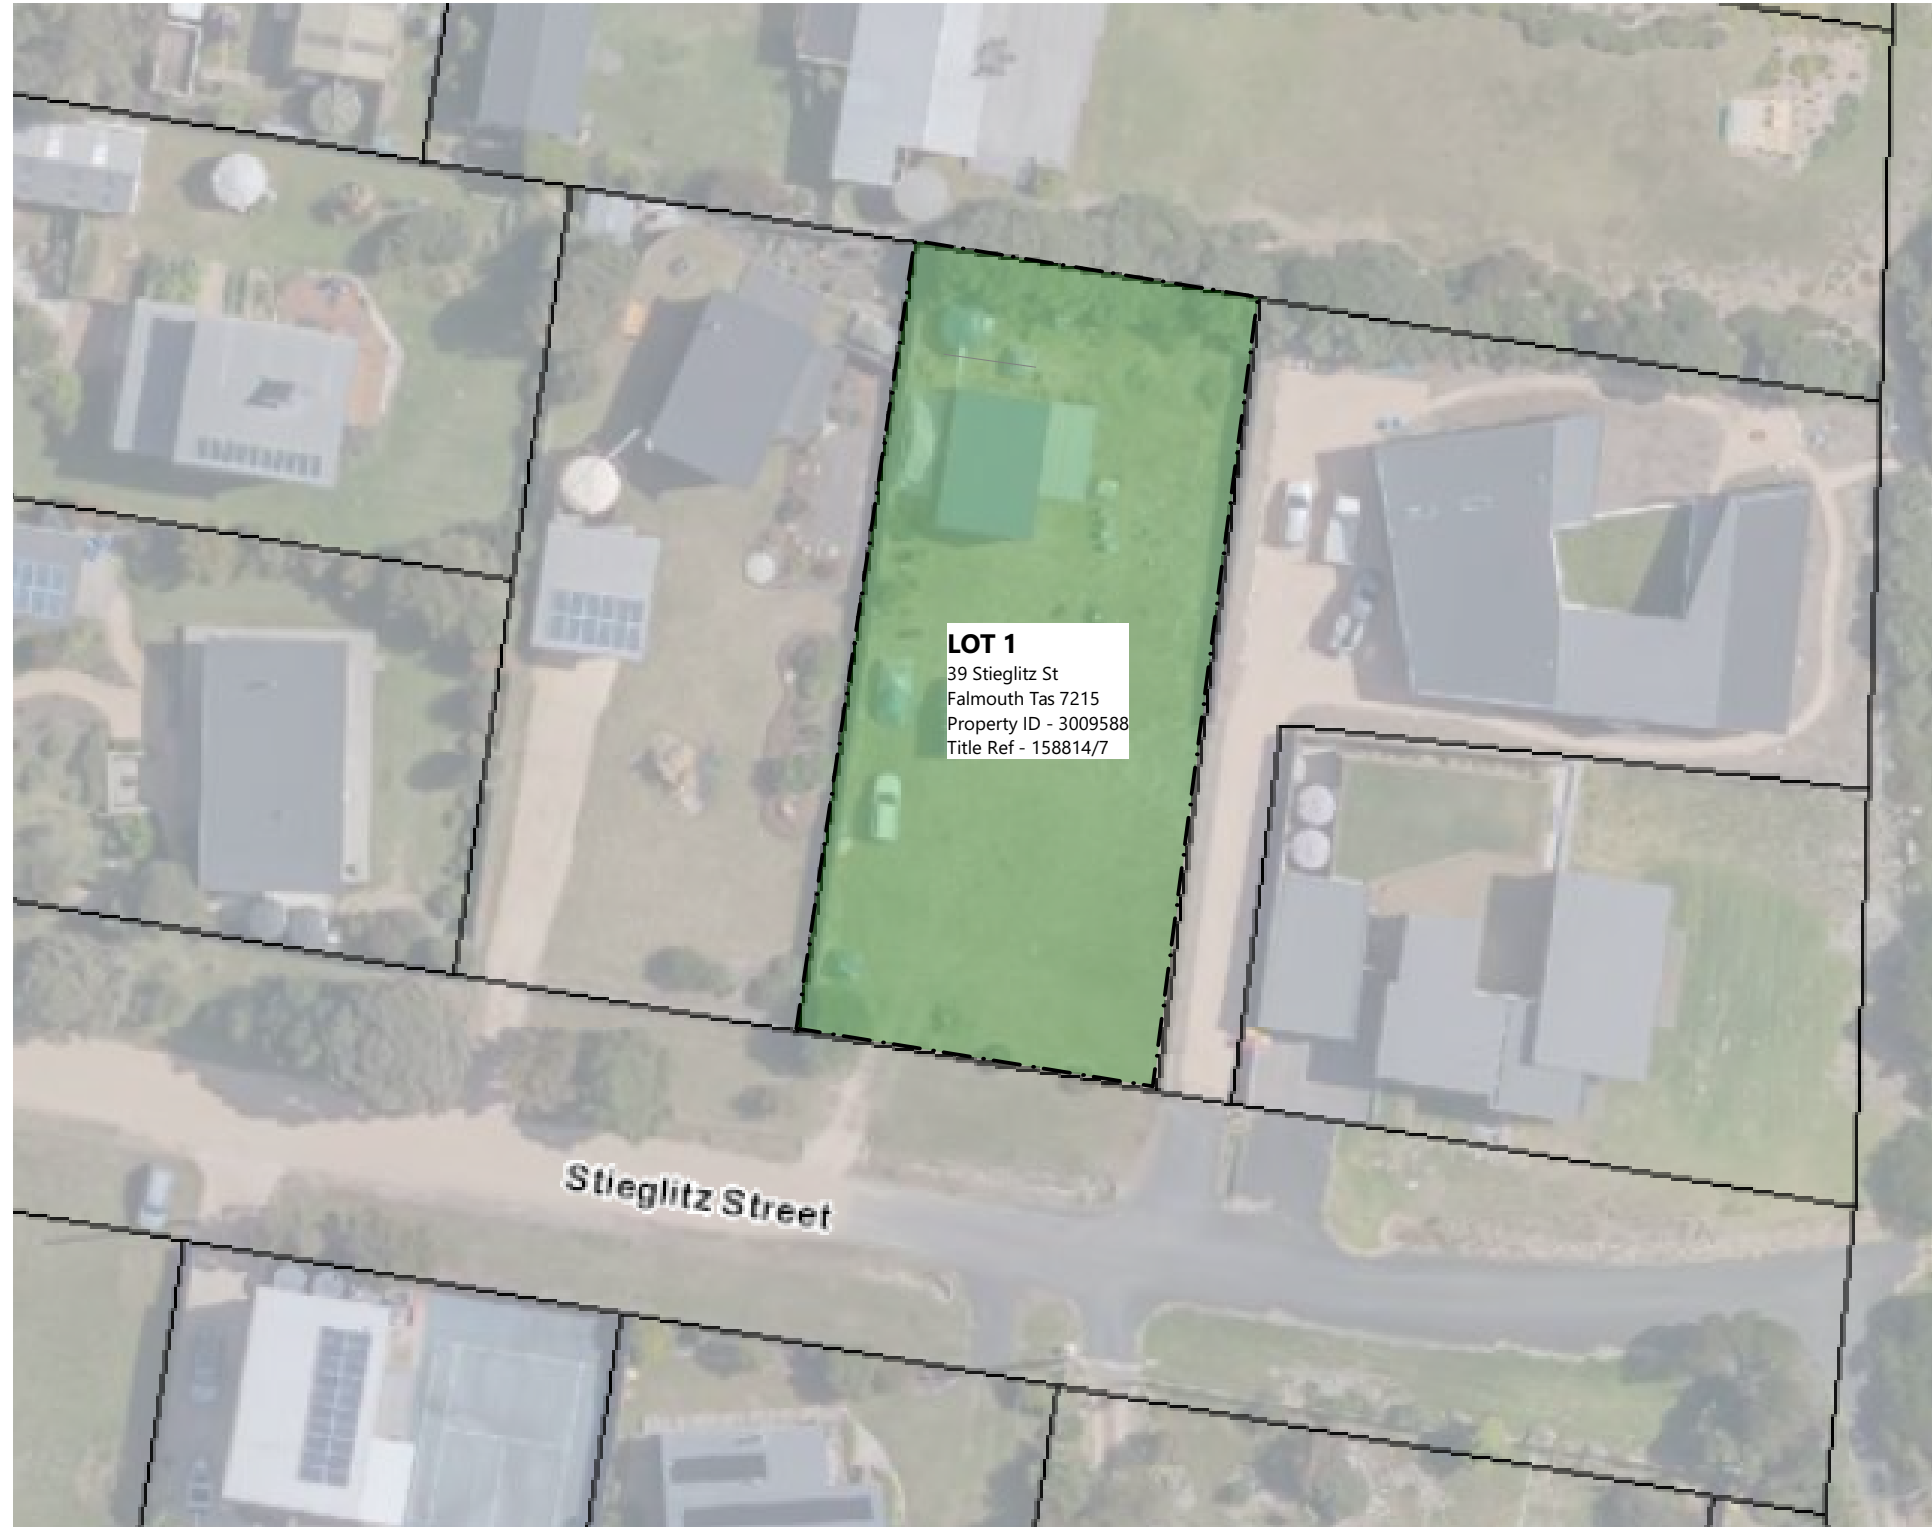 LOT 1
39 Stieglitz St
Falmouth Tas 7215
Property ID - 3009588
Title Ref - 158814/7
Stieglitz Street